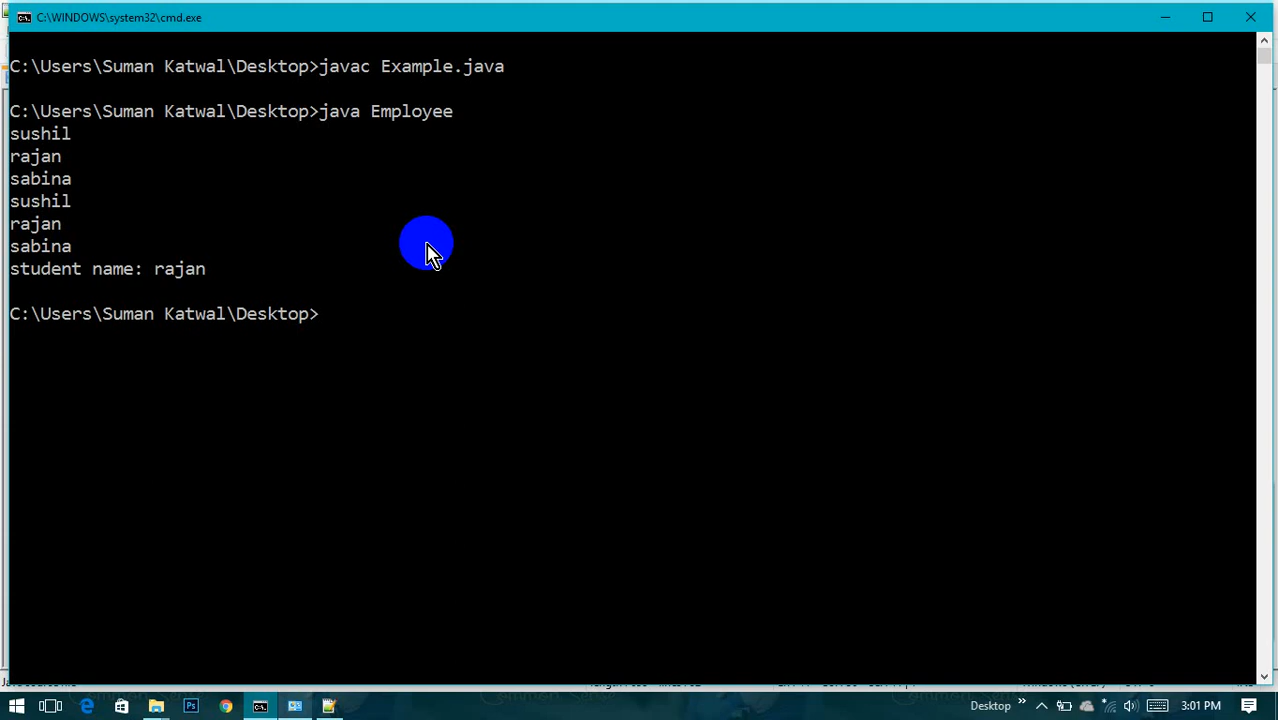 C:\WINDOWS\system32\cmd.exe
C:\Users\Suman Katwal\Desktop>javac Example.java
C:\Users\Suman Katwal\Desktop>java Employee
sushil
rajan
sabina
sushil
rajan
sabina
student name: rajan
C:\Users\Suman Katwal\Desktop>
Ps
Desktop
3:01 PM